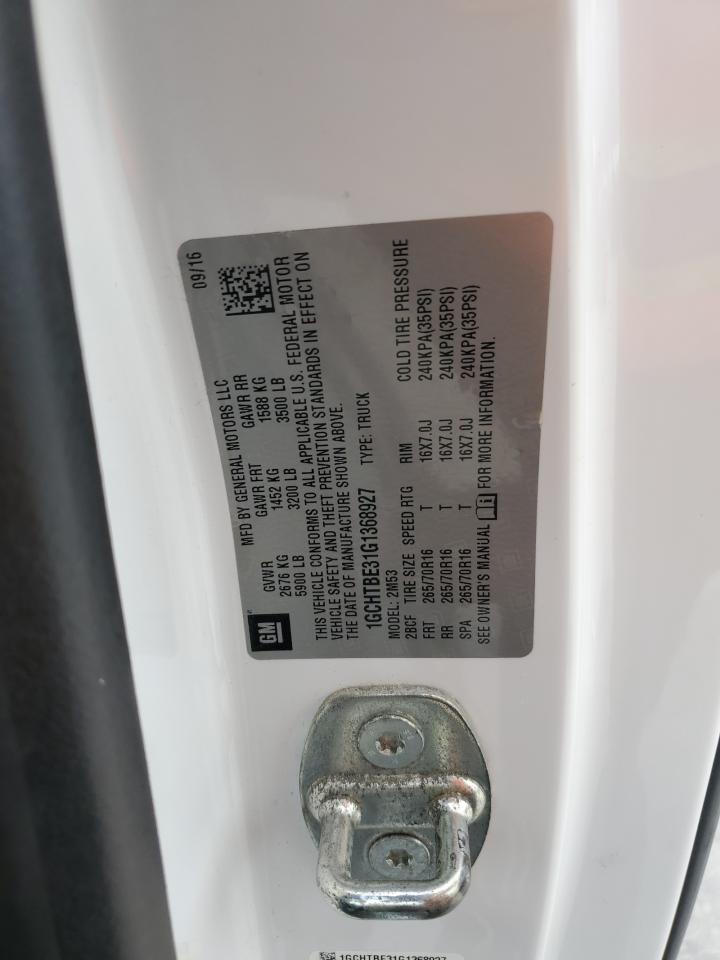 GM
MFD BY GENERAL MOTORS LLC 09/16
GVWR GAWR FRT GAWR RR
2676 KG 1452 KG 1588 KG
5900 LB 3200 LB 3500 LB
THIS VEHICLE CONFORMS TO ALL APPLICABLE U.S. FEDERAL MOTOR
VEHICLE SAFETY AND THEFT PREVENTION STANDARDS IN EFFECT ON
THE DATE OF MANUFACTURE SHOWN ABOVE.
1GCHTBE31G1368927 TYPE: TRUCK
MODEL: 2M53
2BCF TIRE SIZE SPEED RTG RIM COLD TIRE PRESSURE
FRT 265/70R16 T 16X7.0J 240KPA(35PSI)
RR 265/70R16 T 16X7.0J 240KPA(35PSI)
SPA 265/70R16 T 16X7.0J 240KPA(35PSI)
SEE OWNER'S MANUAL FOR MORE INFORMATION.
1GCHTBE31G1368927